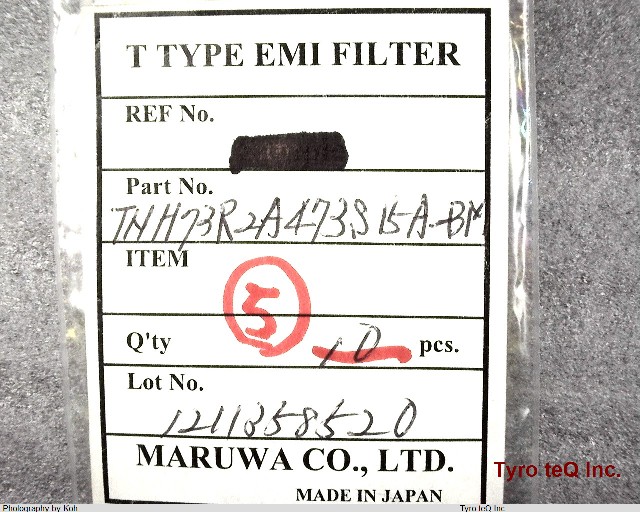 T TYPE EMI FILTER
REF No.
Part No.
TNH73R2A473S15A-BM
ITEM
5
Q'ty 10 pcs.
Lot No.
1211358520
MARUWA CO., LTD.
MADE IN JAPAN
Tyro teQ Inc.
Photography by Koh Tyro teQ Inc